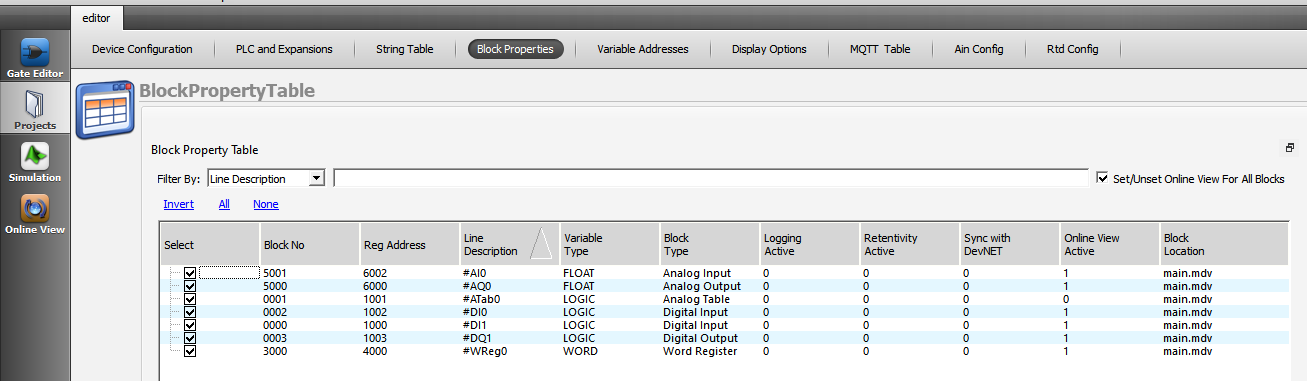 editor
Device Configuration PLC and Expansions String Table Block Properties Variable Addresses Display Options MQTT Table Ain Config Rtd Config
Gate Editor
Projects
Simulation
Online View
BlockPropertyTable
Block Property Table
Filter By: Line Description Set/Unset Online View For All Blocks
Invert All None
Select Block No Reg Address Line Description Variable Type Block Type Logging Active Retentivity Active Sync with DevNET Online View Active Block Location
5001 6002 #AI0 FLOAT Analog Input 0 0 0 1 main.mdv
5000 6000 #AQ0 FLOAT Analog Output 0 0 0 1 main.mdv
0001 1001 #ATab0 LOGIC Analog Table 0 0 0 0 main.mdv
0002 1002 #DI0 LOGIC Digital Input 0 0 0 1 main.mdv
0000 1000 #DI1 LOGIC Digital Input 0 0 0 1 main.mdv
0003 1003 #DQ1 LOGIC Digital Output 0 0 0 1 main.mdv
3000 4000 #WReg0 WORD Word Register 0 0 0 1 main.mdv